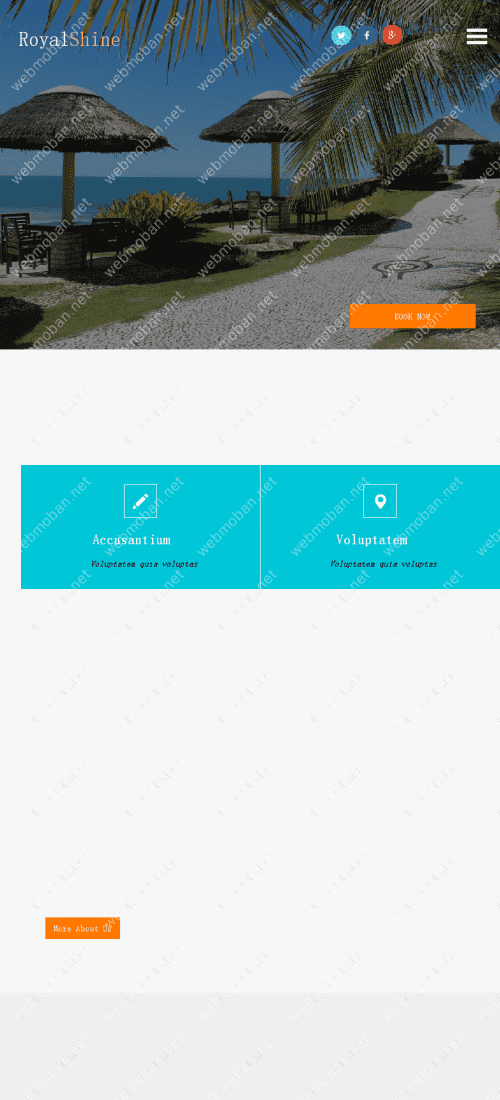 RoyalShine
BOOK NOW
Accusantium
Voluptatem quia voluptas
Voluptatem
Voluptatem quia voluptas
More About Us
webmoban.net